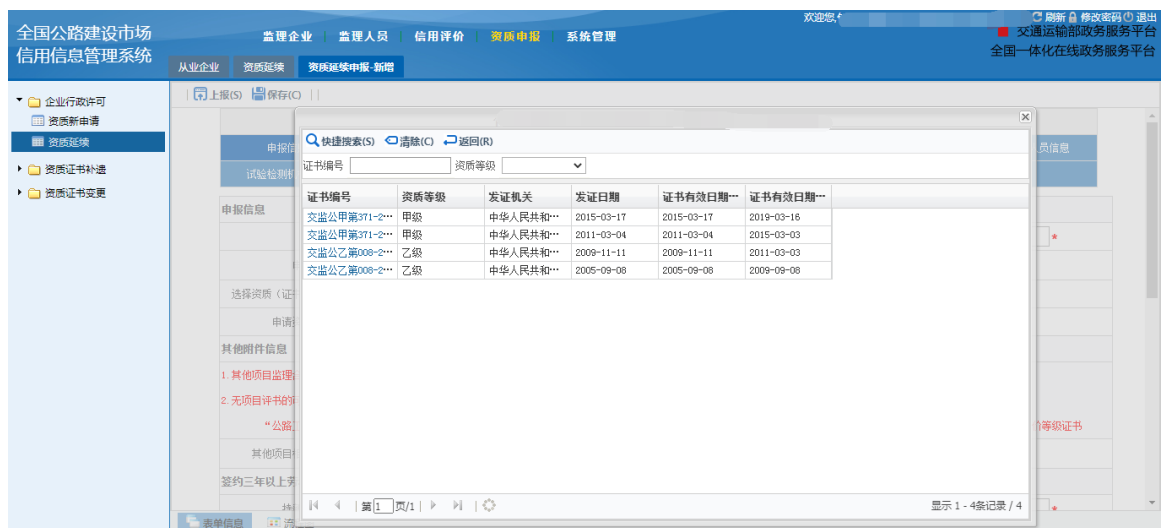 欢迎您,
刷新 修改密码 退出
全国公路建设市场
信用信息管理系统
监理企业 监理人员 信用评价 资质申报 系统管理
交通运输部政务服务平台
全国一体化在线政务服务平台
从业企业 资质延续 资质延续申报-新增
企业行政许可
资质新申请
资质延续
资质证书补遗
资质证书变更
上报(S) 保存(C)
快捷搜索(S) 清除(C) 返回(R)
证书编号 资质等级
证书编号 资质等级 发证机关 发证日期 证书有效日期… 证书有效日期…
交监公甲第371-2… 甲级 中华人民共和… 2015-03-17 2015-03-17 2019-03-16
交监公甲第371-2… 甲级 中华人民共和… 2011-03-04 2011-03-04 2015-03-03
交监公乙第008-2… 乙级 中华人民共和… 2009-11-11 2009-11-11 2011-03-03
交监公乙第008-2… 乙级 中华人民共和… 2005-09-08 2005-09-08 2009-09-08
第 1 页/1
显示 1 - 4条记录 / 4
申报信
员信息
试验检测
申报信息
*
选择资质（证
申请
其他附件信息
1. 其他项目监理
2. 无项目评书的
“公路
等级证书
其他项目
签约三年以上
*
表单信息